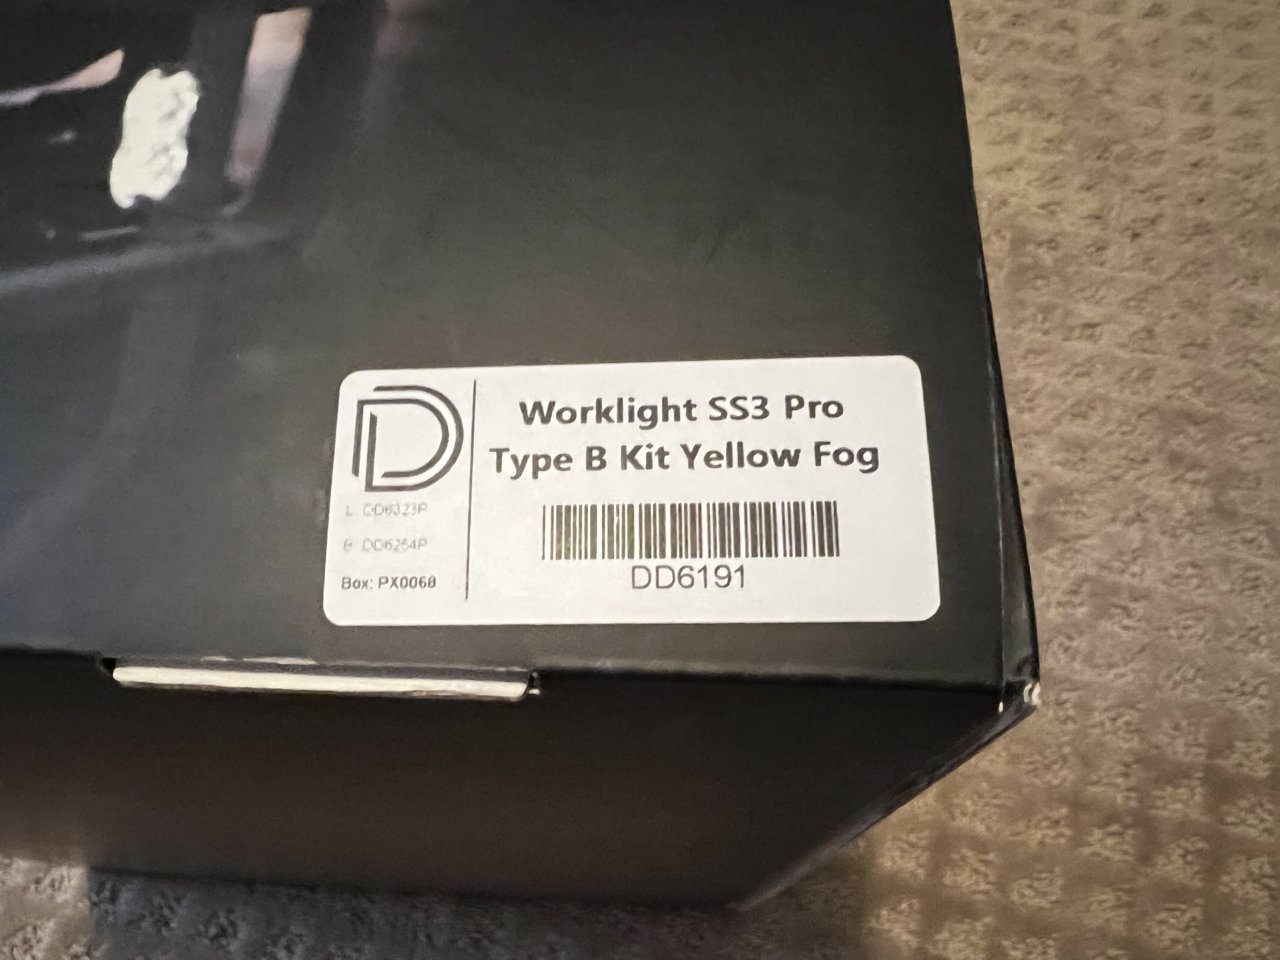 Worklight SS3 Pro
Type B Kit Yellow Fog
DD6191
L DD6323P
B DD6254P
Box: PX0068